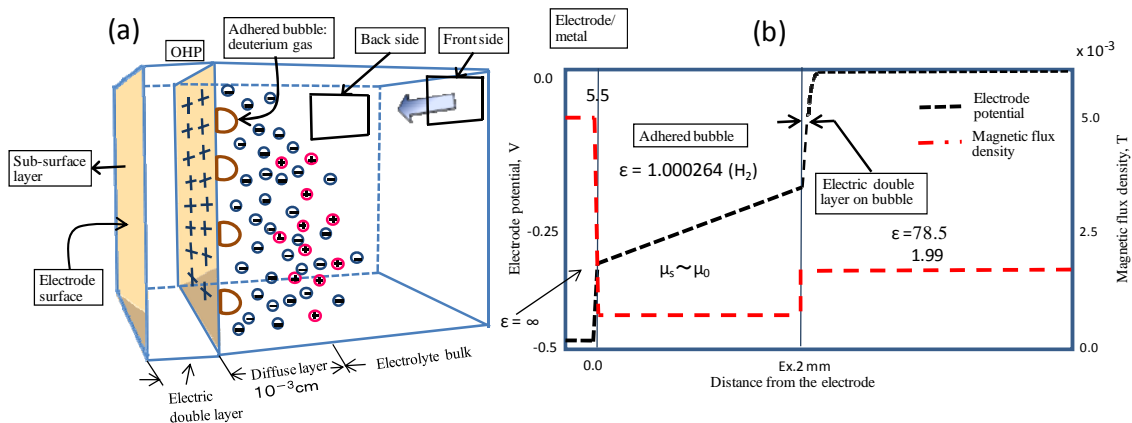 (a)
OHP
Adhered bubble:
deuterium gas
Back side
Front side
Sub-surface
layer
Electrode
surface
Electric
double layer
Diffuse layer
10⁻³cm
Electrolyte bulk
Electrode/
metal
(b)
x 10⁻³
0.0
-0.25
-0.5
Electrode potential, V
5.5
Adhered bubble
ε = 1.000264 (H₂)
μₛ~μ₀
ε = ∞
Electrode
potential
Magnetic flux
density
Electric double
layer on bubble
ε=78.5
1.99
5.0
2.5
0.0
Magnetic flux density, T
0.0
Ex.2 mm
Distance from the electrode